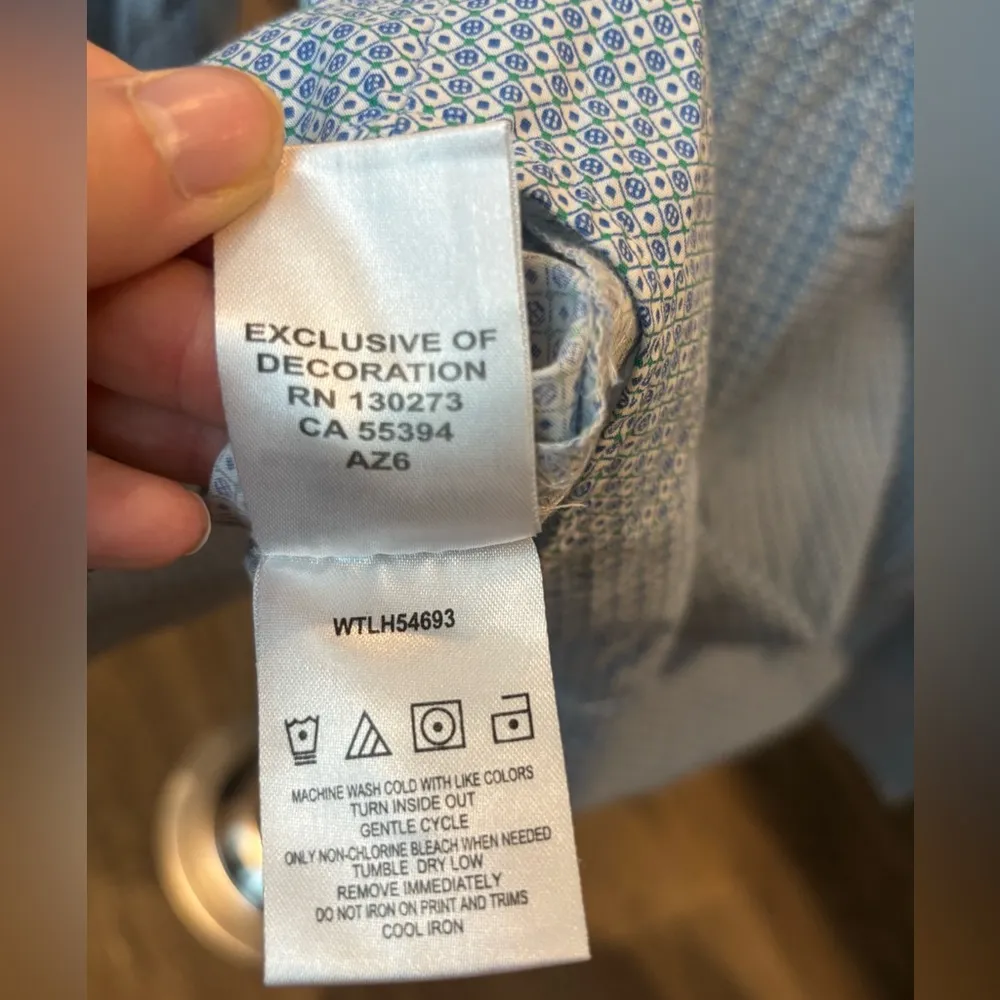 EXCLUSIVE OF
DECORATION
RN 130273
CA 55394
AZ6
WTLH54693
MACHINE WASH COLD WITH LIKE COLORS
TURN INSIDE OUT
GENTLE CYCLE
ONLY NON-CHLORINE BLEACH WHEN NEEDED
TUMBLE DRY LOW
REMOVE IMMEDIATELY
DO NOT IRON ON PRINT AND TRIMS
COOL IRON